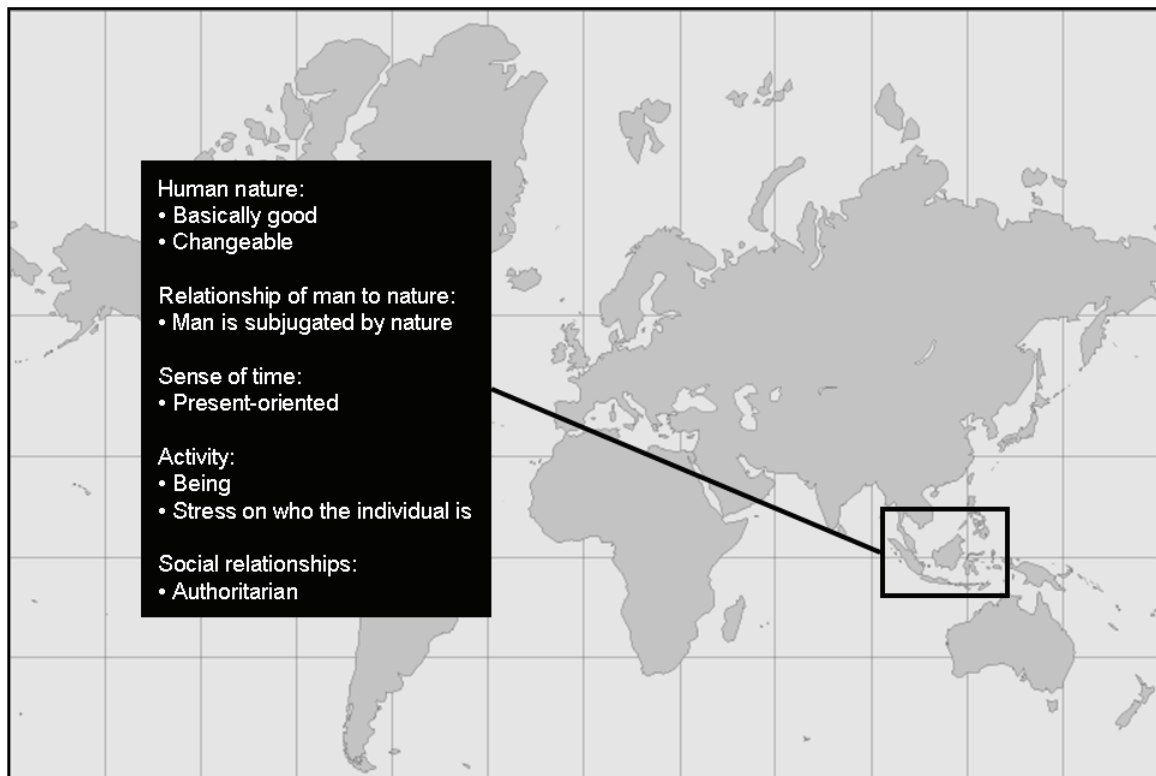 Human nature:
• Basically good
• Changeable
Relationship of man to nature:
• Man is subjugated by nature
Sense of time:
• Present-oriented
Activity:
• Being
• Stress on who the individual is
Social relationships:
• Authoritarian